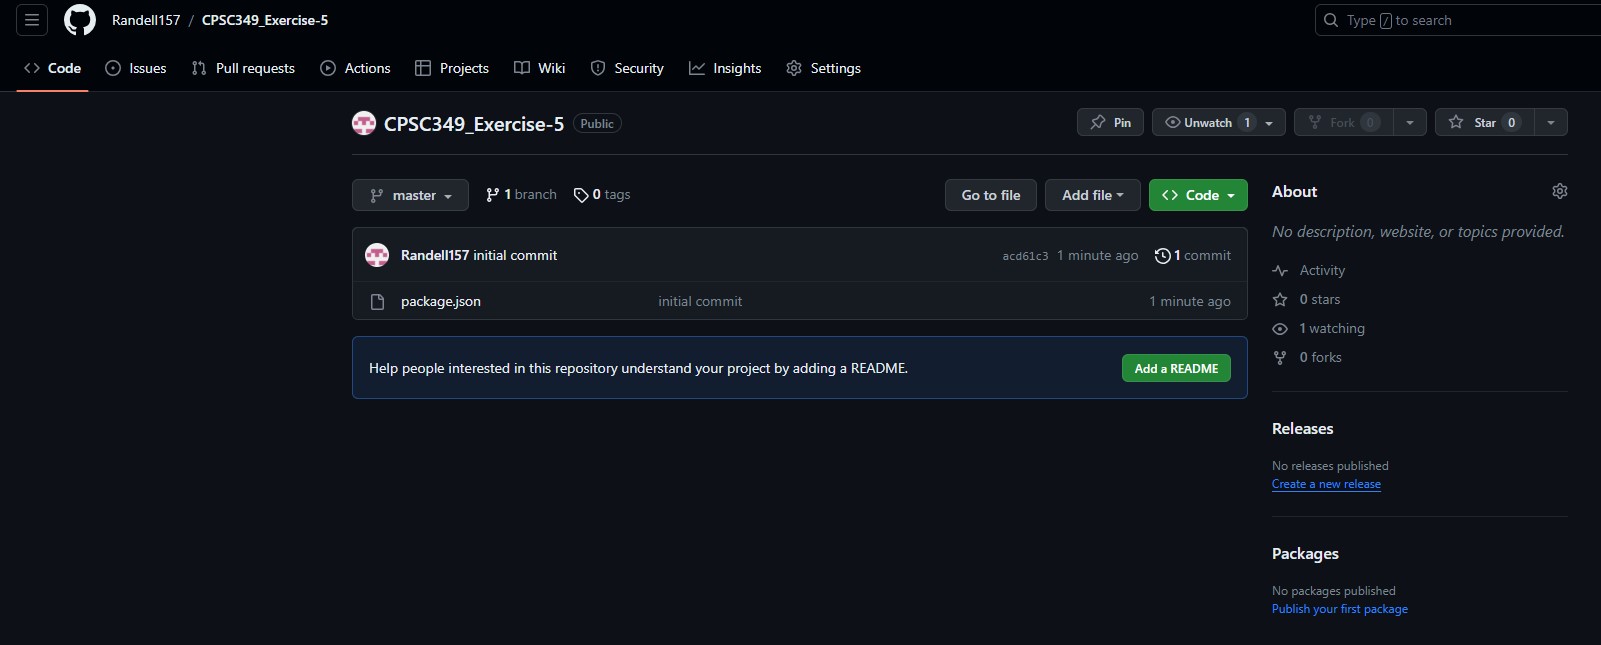 Randell157 / CPSC349_Exercise-5
Type / to search
Code Issues Pull requests Actions Projects Wiki Security Insights Settings
CPSC349_Exercise-5 Public
Pin Unwatch 1 Fork 0 Star 0
master 1 branch 0 tags
Go to file Add file Code
Randell157 initial commit acd61c3 1 minute ago 1 commit
package.json initial commit 1 minute ago
Help people interested in this repository understand your project by adding a README. Add a README
About
No description, website, or topics provided.
Activity
0 stars
1 watching
0 forks
Releases
No releases published
Create a new release
Packages
No packages published
Publish your first package